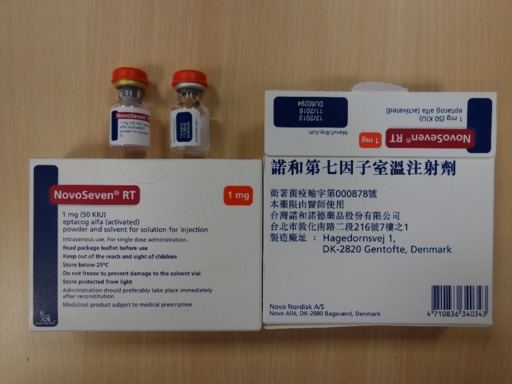 NovoSeven® RT
1 mg
1 mg (50 KIU)
eptacog alfa (activated)
powder and solvent for solution for injection
Intravenous use. For single dose administration.
Read package leaflet before use
Keep out of the reach and sight of children
Store below 25°C
Do not freeze to prevent damage to the solvent vial
Store protected from light
Administration should preferably take place immediately
after reconstitution
Medicinal product subject to medical prescription
NovoSeven® RT
1 mg
1 mg (50 KIU)
eptacog alfa (activated)
12/2013
11/2016
DU60294
諾和第七因子室溫注射劑
衛署菌疫輸字第000878號
本藥限由醫師使用
台灣諾和諾德藥品股份有限公司
台北市敦化南路二段216號7樓之1
製造廠址： Hagedornsvej 1,
DK-2820 Gentofte, Denmark
Novo Nordisk A/S
Novo Allé, DK-2880 Bagsværd, Denmark
4710836340343
NovoSeven